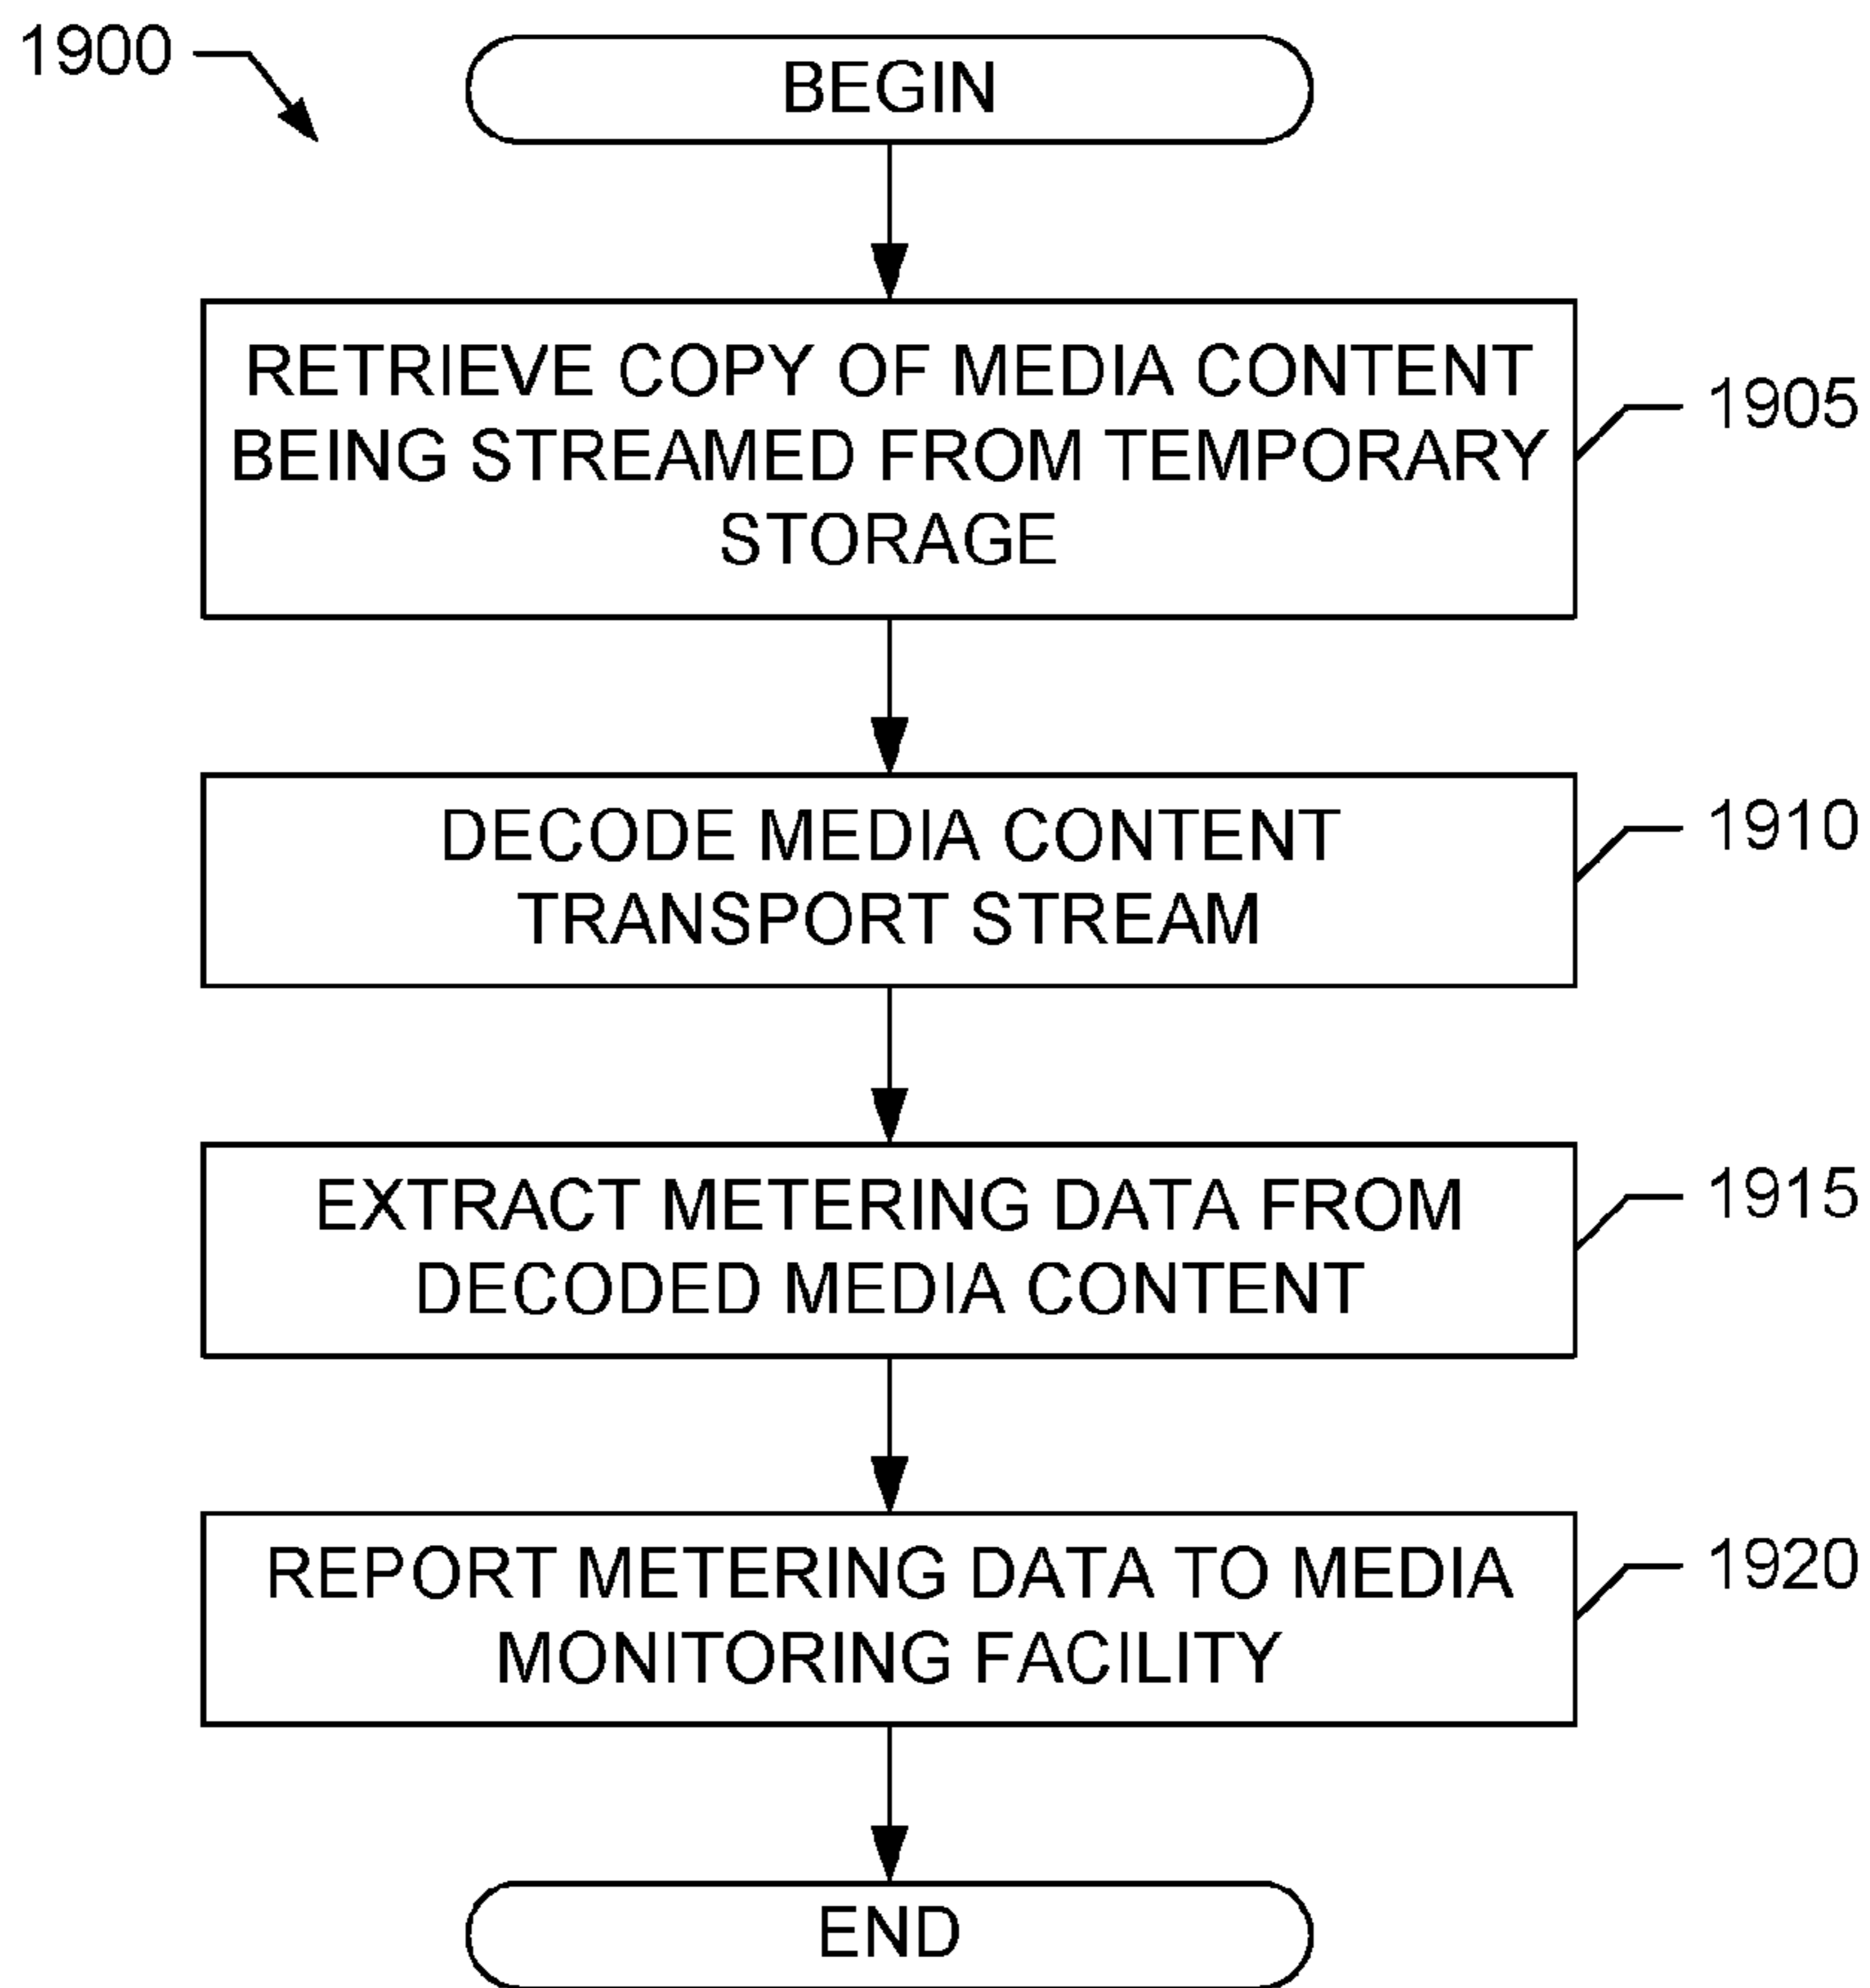 1900
BEGIN
RETRIEVE COPY OF MEDIA CONTENT
BEING STREAMED FROM TEMPORARY
STORAGE
1905
DECODE MEDIA CONTENT
TRANSPORT STREAM
1910
EXTRACT METERING DATA FROM
DECODED MEDIA CONTENT
1915
REPORT METERING DATA TO MEDIA
MONITORING FACILITY
1920
END